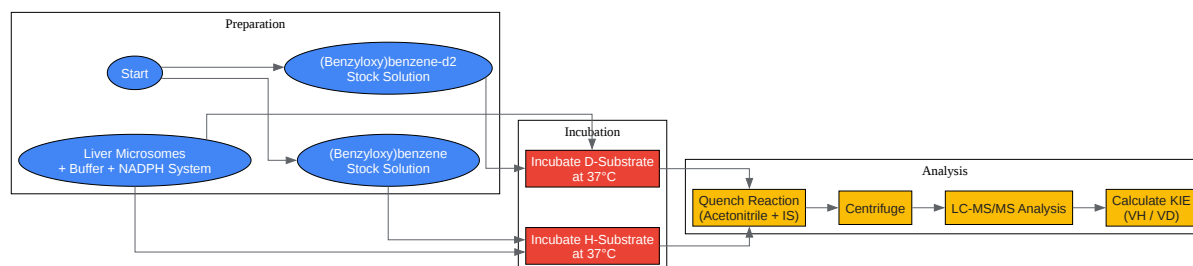 Preparation
Start
(Benzyloxy)benzene-d2
Stock Solution
Liver Microsomes
+ Buffer + NADPH System
(Benzyloxy)benzene
Stock Solution
Incubation
Incubate D-Substrate
at 37°C
Incubate H-Substrate
at 37°C
Analysis
Quench Reaction
(Acetonitrile + IS)
Centrifuge
LC-MS/MS Analysis
Calculate KIE
(VH / VD)